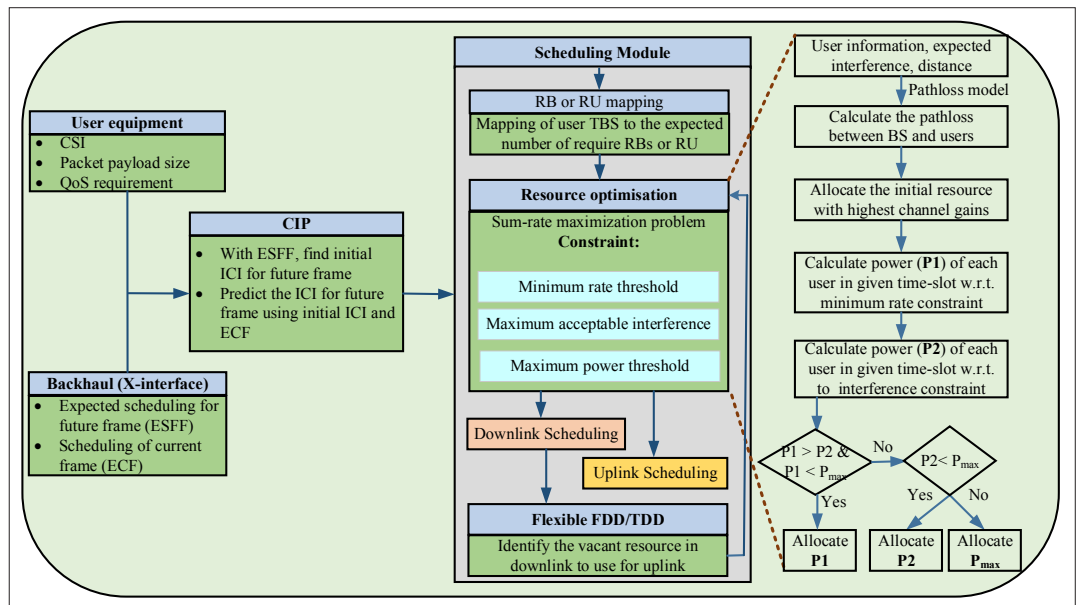 User equipment
• CSI
• Packet payload size
• QoS requirement
Backhaul (X-interface)
• Expected scheduling for
future frame (ESFF)
• Scheduling of current
frame (ECF)
CIP
• With ESFF, find initial
ICI for future frame
• Predict the ICI for future
frame using initial ICI and
ECF
Scheduling Module
RB or RU mapping
Mapping of user TBS to the expected
number of require RBs or RU
Resource optimisation
Sum-rate maximization problem
Constraint:
Minimum rate threshold
Maximum acceptable interference
Maximum power threshold
Downlink Scheduling
Uplink Scheduling
Flexible FDD/TDD
Identify the vacant resource in
downlink to use for uplink
User information, expected
interference, distance
Pathloss model
Calculate the pathloss
between BS and users
Allocate the initial resource
with highest channel gains
Calculate power (P1) of each
user in given time-slot w.r.t.
minimum rate constraint
Calculate power (P2) of each
user in given time-slot w.r.t.
to interference constraint
P1 > P2 &
P1 < Pmax
No
P2< Pmax
Yes
Yes
No
Allocate
P1
Allocate
P2
Allocate
Pmax